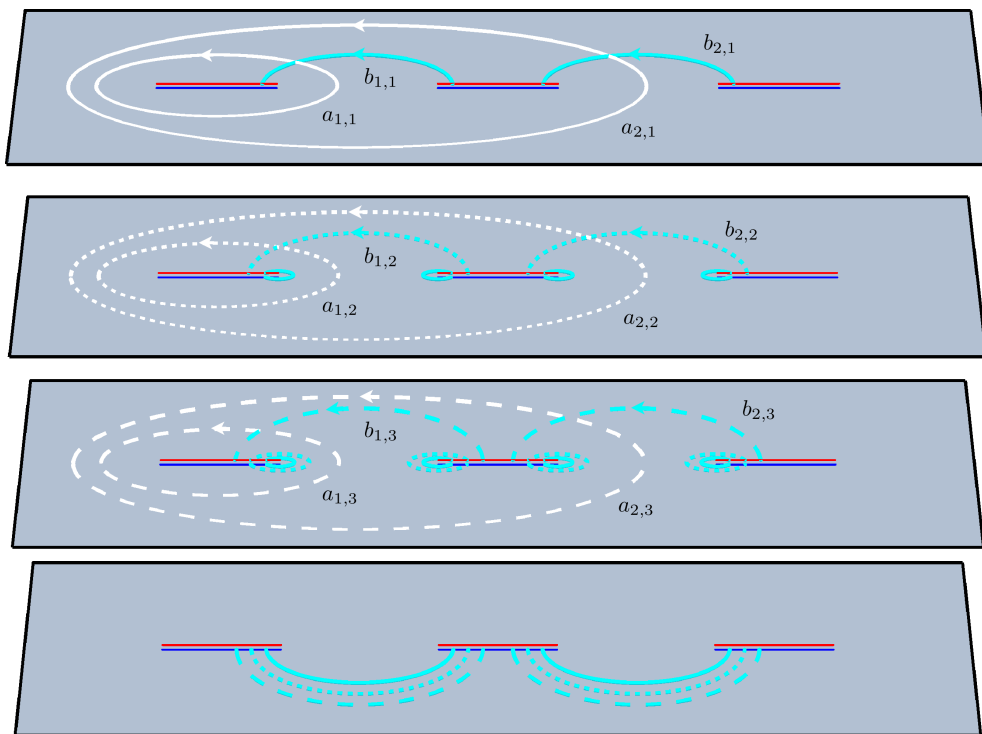 b_{2,1}
b_{1,1}
a_{1,1}
a_{2,1}
b_{2,2}
b_{1,2}
a_{1,2}
a_{2,2}
b_{2,3}
b_{1,3}
a_{1,3}
a_{2,3}